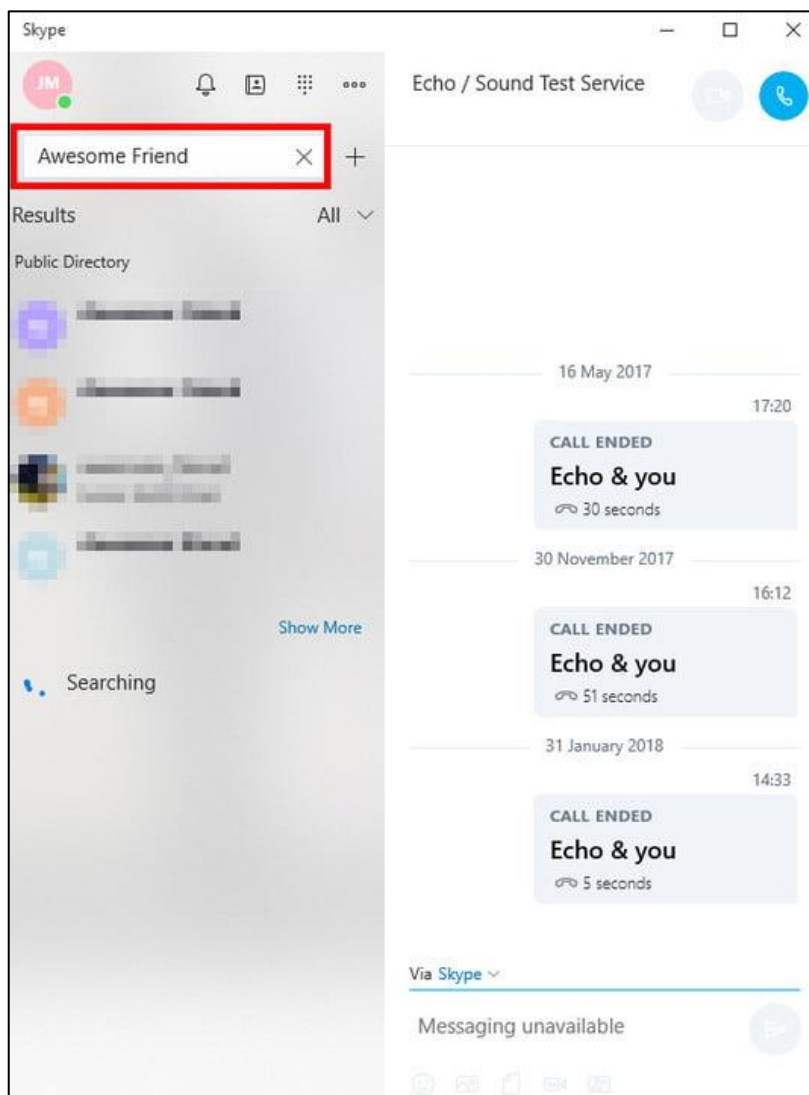 Skype
JM
Echo / Sound Test Service
Awesome Friend
Results
All
Public Directory
Show More
Searching
16 May 2017
17:20
CALL ENDED
Echo & you
30 seconds
30 November 2017
16:12
CALL ENDED
Echo & you
51 seconds
31 January 2018
14:33
CALL ENDED
Echo & you
5 seconds
Via Skype
Messaging unavailable